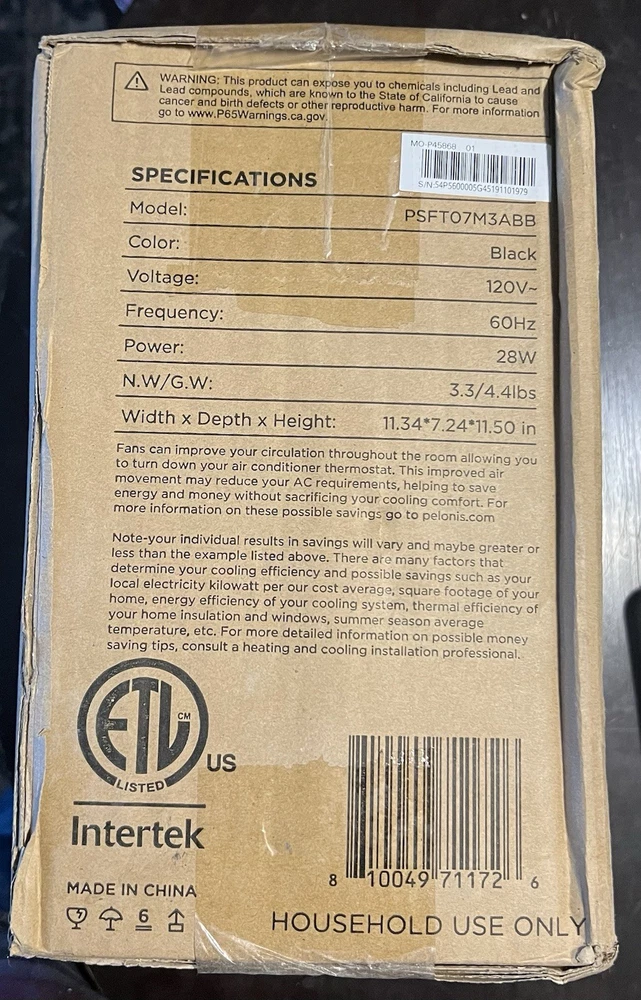 WARNING: This product can expose you to chemicals including Lead and
Lead compounds, which are known to the State of California to cause
cancer and birth defects or other reproductive harm. For more information
go to www.P65Warnings.ca.gov.
MO-P45868 01
S/N:54P5600005G45191101979
SPECIFICATIONS
Model: PSFT07M3ABB
Color: Black
Voltage: 120V~
Frequency: 60Hz
Power: 28W
N.W/G.W: 3.3/4.4lbs
Width x Depth x Height: 11.34*7.24*11.50 in
Fans can improve your circulation throughout the room allowing you
to turn down your air conditioner thermostat. This improved air
movement may reduce your AC requirements, helping to save
energy and money without sacrificing your cooling comfort. For
more information on these possible savings go to pelonis.com
Note-your individual results in savings will vary and maybe greater or
less than the example listed above. There are many factors that
determine your cooling efficiency and possible savings such as your
local electricity kilowatt per our cost average, square footage of your
home, energy efficiency of your cooling system, thermal efficiency of
your home insulation and windows, summer season average
temperature, etc. For more detailed information on possible money
saving tips, consult a heating and cooling installation professional.
ETL CM
LISTED
US
Intertek
MADE IN CHINA
6
8 10049 71172 6
HOUSEHOLD USE ONLY